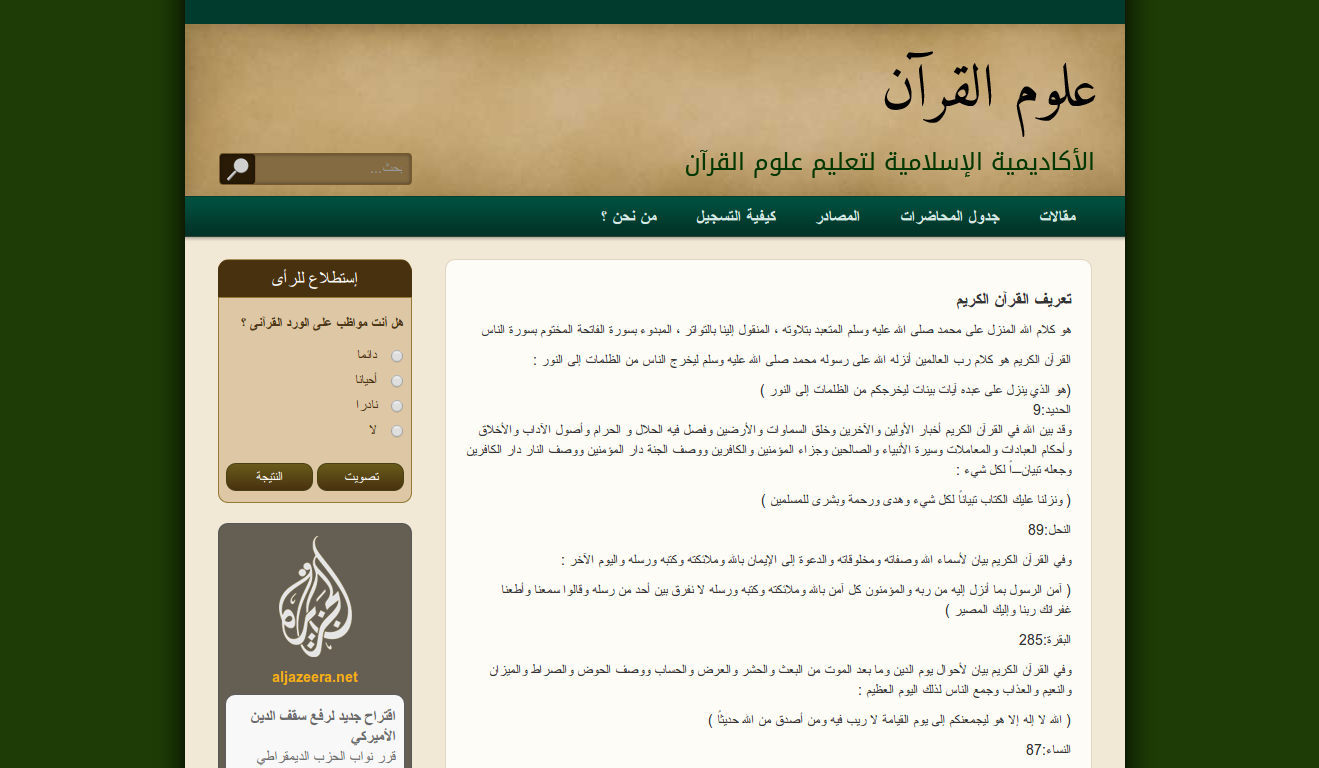 علوم القرآن
الأكاديمية الإسلامية لتعليم علوم القرآن
بحث...
مقالات
جدول المحاضرات
المصادر
كيفية التسجيل
من نحن ؟
تعريف القرآن الكريم
هو كلام الله المنزل على محمد صلى الله عليه وسلم المتعبد بتلاوته ، المنقول إلينا بالتواتر ، المبدوء بسورة الفاتحة المختوم بسورة الناس
القرآن الكريم هو كلام رب العالمين أنزله الله على رسوله محمد صلى الله عليه وسلم ليخرج الناس من الظلمات إلى النور :
(هو الذي ينزل على عبده آيات بينات ليخرجكم من الظلمات إلى النور )
الحديد:9
وقد بين الله في القرآن الكريم أخبار الأولين والآخرين وخلق السماوات والأرضين وفصل فيه الحلال و الحرام وأصول الآداب والأخلاق
وأحكام العبادات والمعاملات وسيرة الأنبياء والصالحين وجزاء المؤمنين والكافرين ووصف الجنة دار المؤمنين ووصف النار دار الكافرين
وجعله تبيانـــاً لكل شيء :
( ونزلنا عليك الكتاب تبياناً لكل شيء وهدى ورحمة وبشرى للمسلمين )
النحل:89
وفي القرآن الكريم بيان لأسماء الله وصفاته ومخلوقاته والدعوة إلى الإيمان بالله وملائكته وكتبه ورسله واليوم الآخر :
( آمن الرسول بما أنزل إليه من ربه والمؤمنون كل آمن بالله وملائكته وكتبه ورسله لا نفرق بين أحد من رسله وقالوا سمعنا وأطعنا
غفرانك ربنا وإليك المصير )
البقرة:285
وفي القرآن الكريم بيان لأحوال يوم الدين وما بعد الموت من البعث والحشر والعرض والحساب ووصف الحوض والصراط والميزان
والنعيم والعذاب وجمع الناس لذلك اليوم العظيم :
( الله لا إله إلا هو ليجمعنكم إلى يوم القيامة لا ريب فيه ومن أصدق من الله حديثًا )
النساء:87
إستطلاع للرأى
هل أنت مواظب على الورد القرآنى ؟
دائما
أحيانا
نادرا
لا
تصويت
النتيجة
الجزيرة
aljazeera.net
اقتراح جديد لرفع سقف الدين
الأميركي
قرر نواب الحزب الديمقراطي